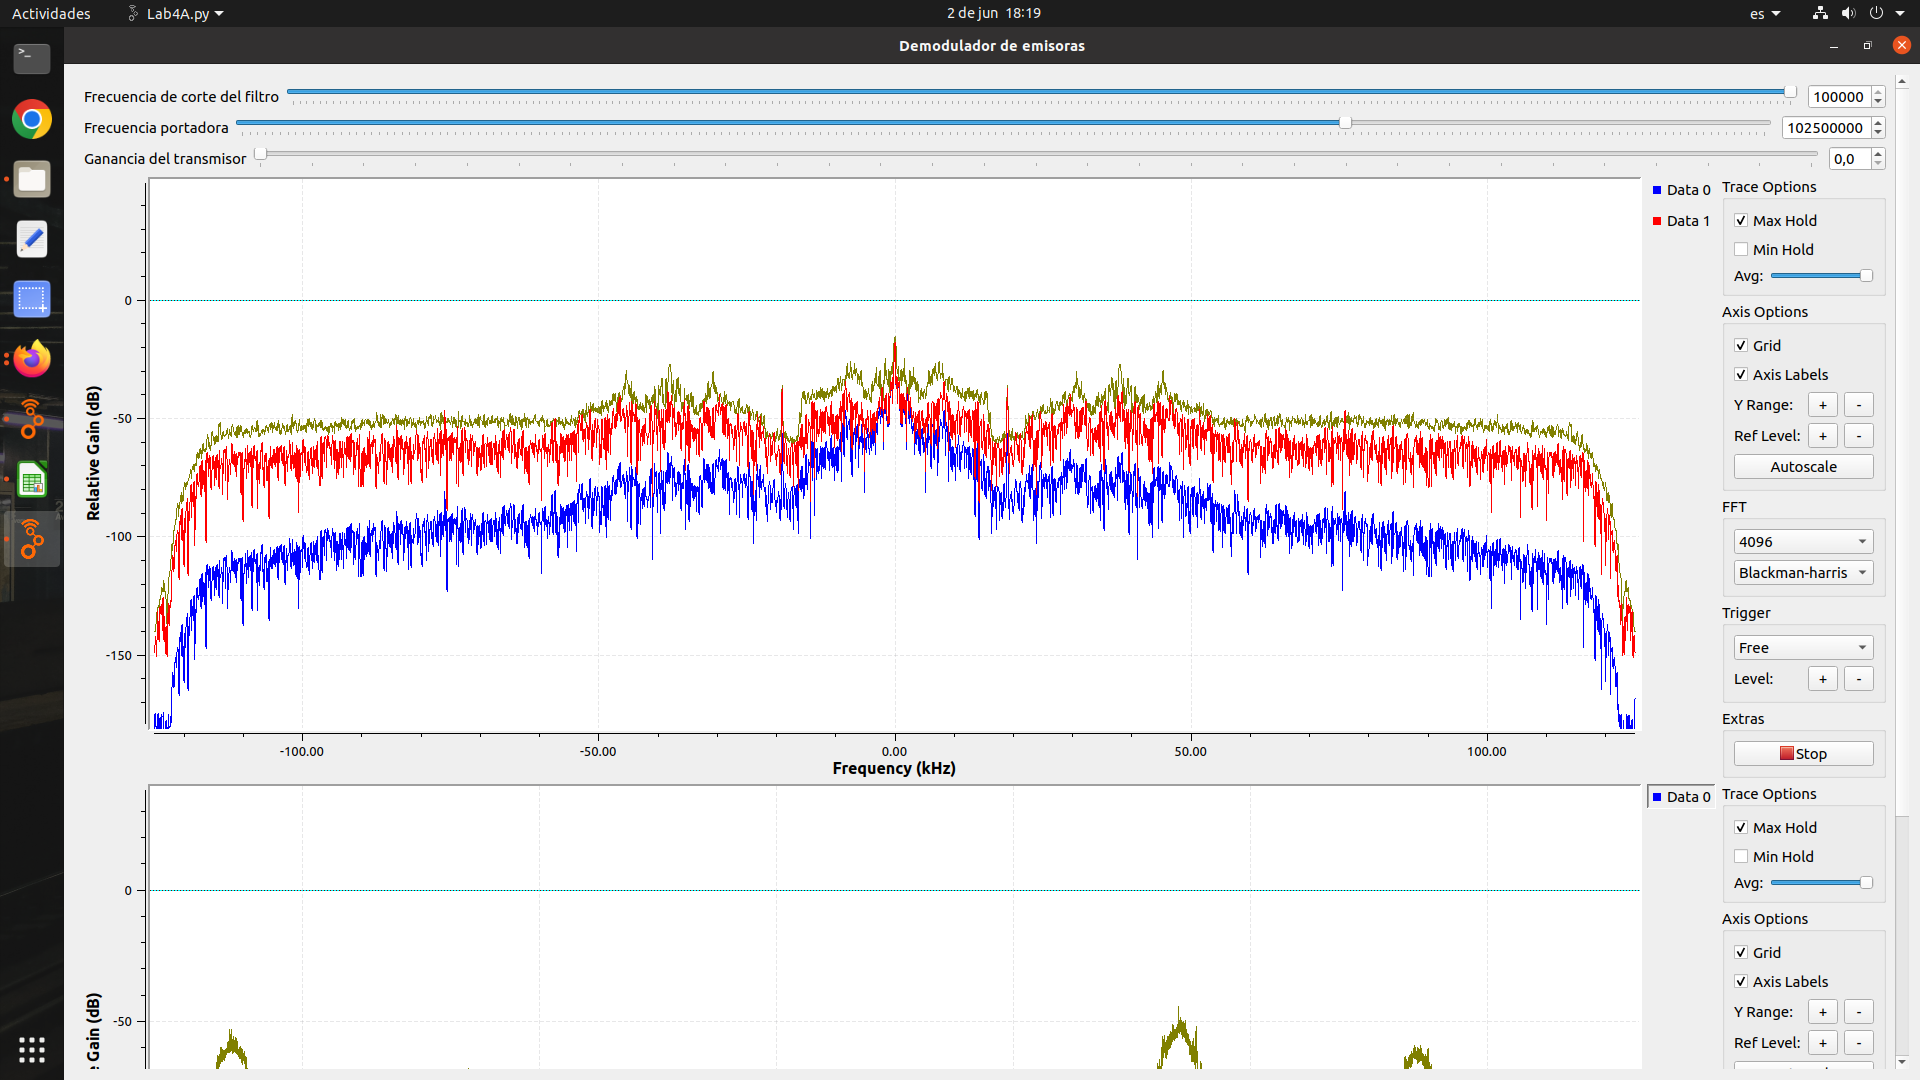 Actividades
Lab4A.py
2 de jun 18:19
es
Demodulador de emisoras
Frecuencia de corte del filtro
100000
Frecuencia portadora
102500000
Ganancia del transmisor
0,0
Relative Gain (dB)
0
-50
-100
-150
-100.00
-50.00
0.00
50.00
100.00
Frequency (kHz)
Data 0
Data 1
Trace Options
Max Hold
Min Hold
Avg:
Axis Options
Grid
Axis Labels
Y Range: + -
Ref Level: + -
Autoscale
FFT
4096
Blackman-harris
Trigger
Free
Level: + -
Extras
Stop
0
-50
Gain (dB)
Data 0
Trace Options
Max Hold
Min Hold
Avg:
Axis Options
Grid
Axis Labels
Y Range: + -
Ref Level: + -